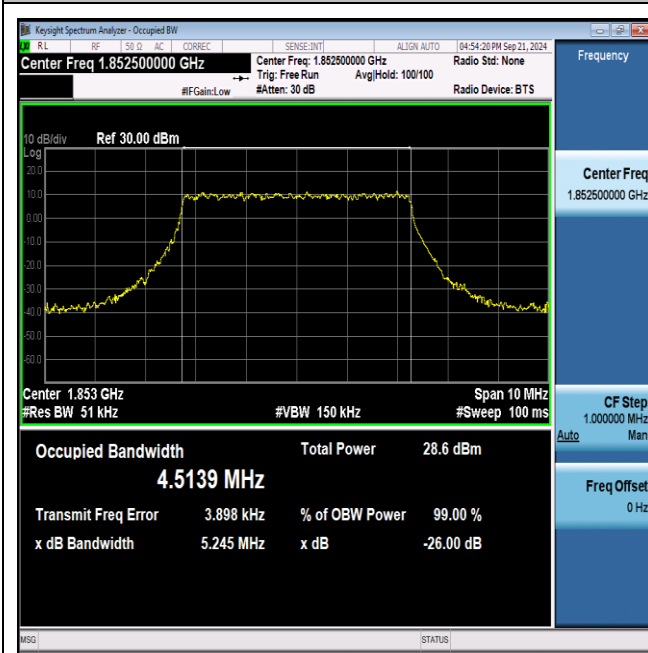 Keysight Spectrum Analyzer - Occupied BW
RL RF 50 Ω AC CORREC SENSE:INT ALIGN AUTO 04:54:20 PM Sep 21, 2024
Center Freq 1.852500000 GHz Center Freq: 1.852500000 GHz Radio Std: None
Trig: Free Run Avg|Hold: 100/100
#IFGain:Low #Atten: 30 dB Radio Device: BTS
10 dB/div Ref 30.00 dBm
Log
20.0
10.0
0.00
-10.0
-20.0
-30.0
-40.0
-50.0
-60.0
Center 1.853 GHz Span 10 MHz
#Res BW 51 kHz #VBW 150 kHz #Sweep 100 ms
Occupied Bandwidth Total Power 28.6 dBm
4.5139 MHz
Transmit Freq Error 3.898 kHz % of OBW Power 99.00 %
x dB Bandwidth 5.245 MHz x dB -26.00 dB
MSG STATUS
Frequency
Center Freq
1.852500000 GHz
CF Step
1.000000 MHz
Auto Man
Freq Offset
0 Hz